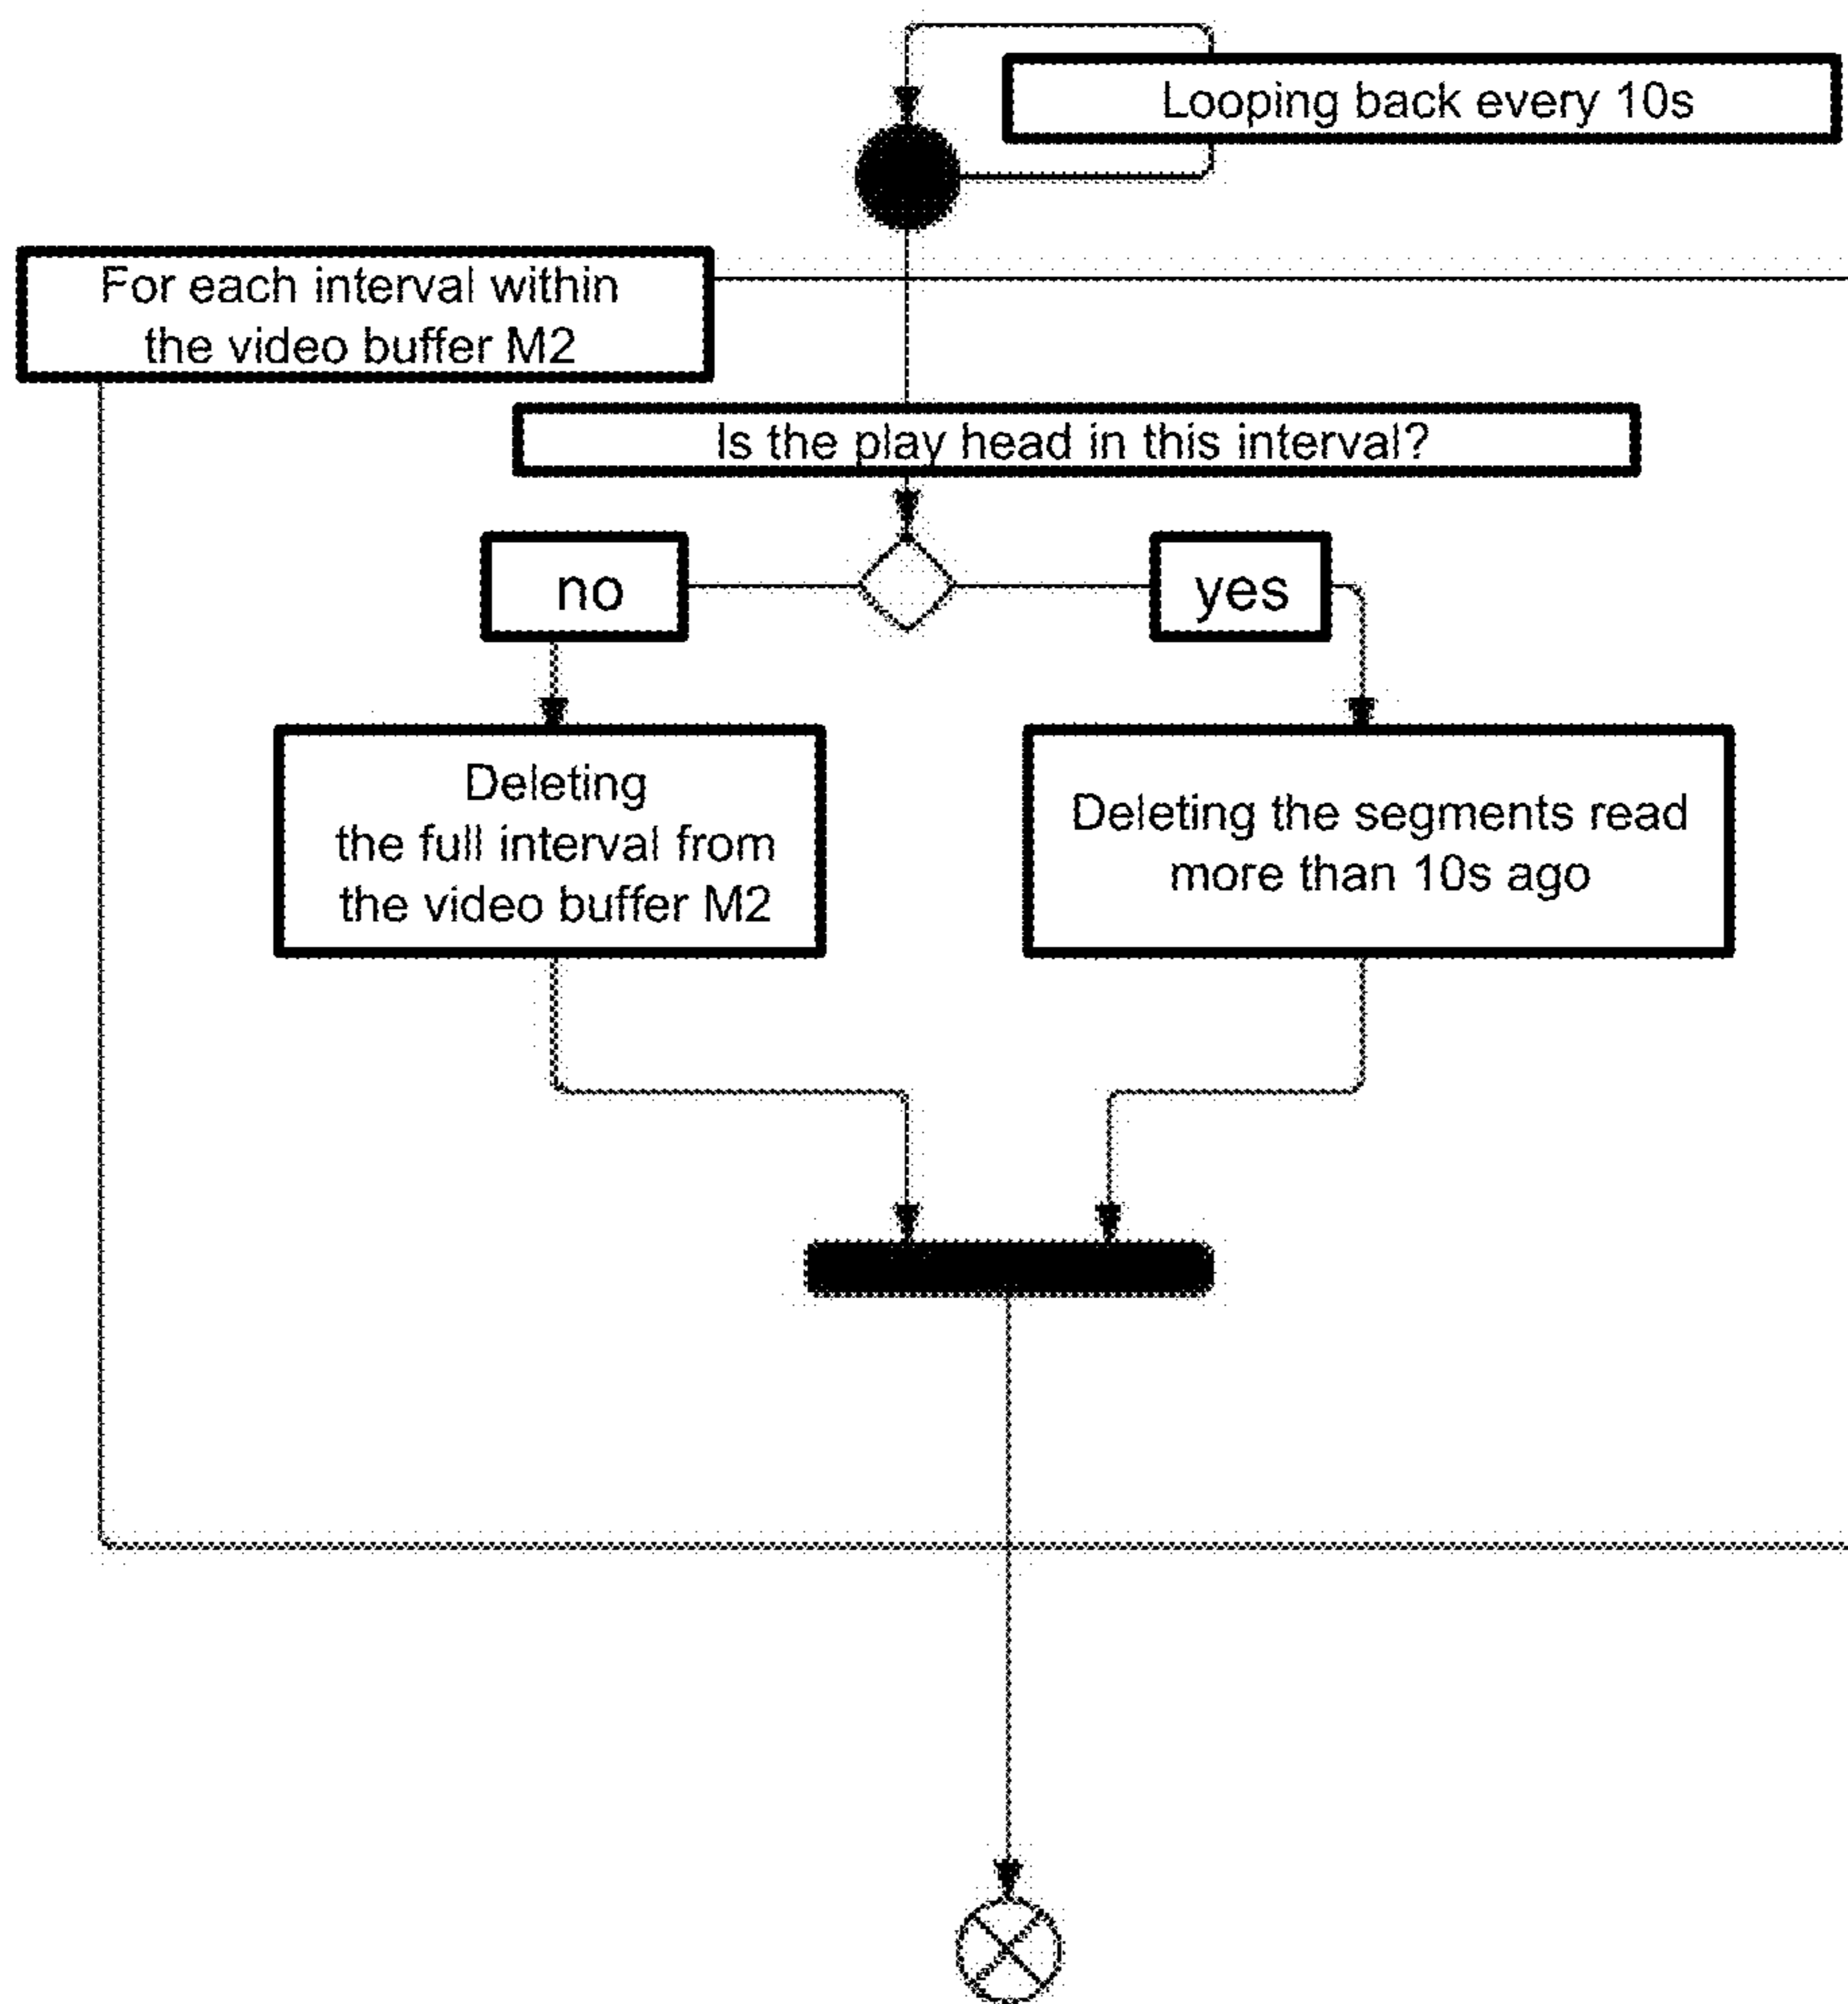 Looping back every 10s
For each interval within
the video buffer M2
Is the play head in this interval?
no
yes
Deleting
the full interval from
the video buffer M2
Deleting the segments read
more than 10s ago